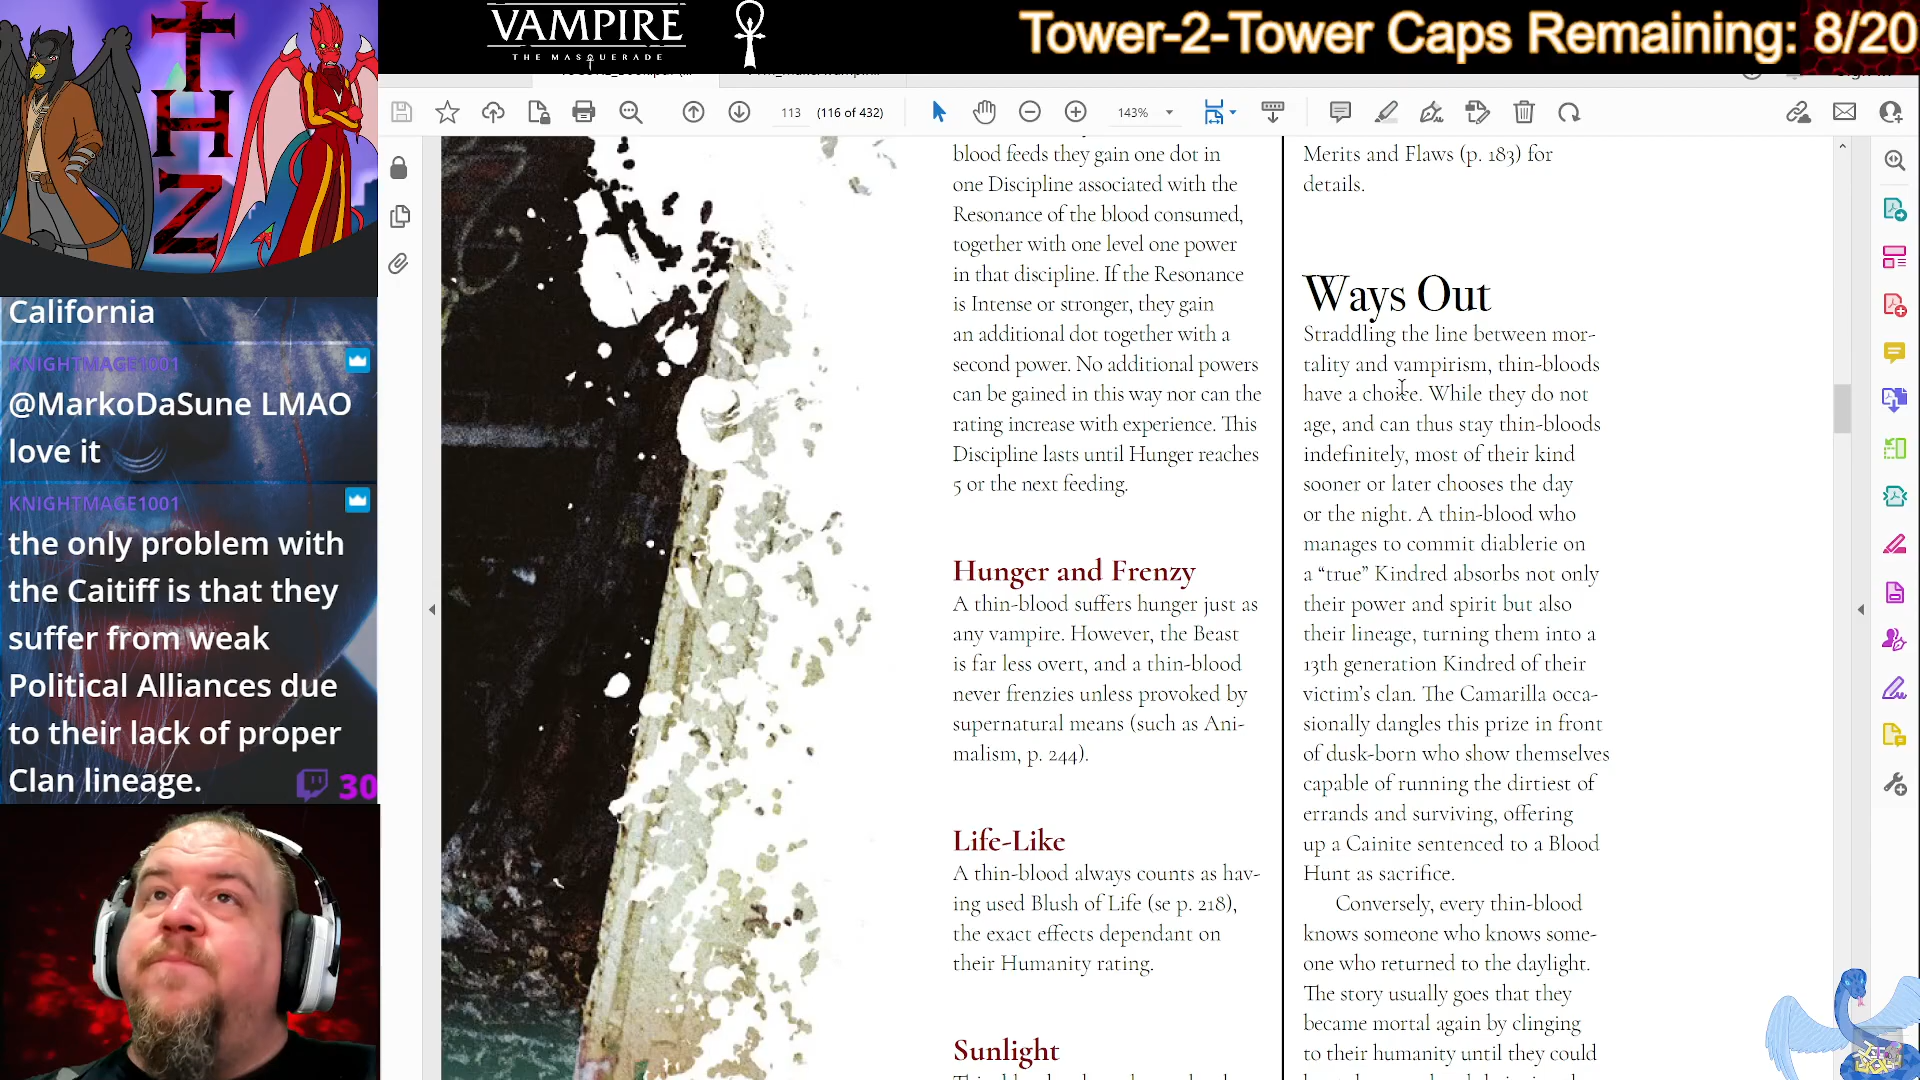 VAMPIRE
THE MASQUERADE
Tower-2-Tower Caps Remaining: 8/20
THZ
113 (116 of 432)
143%
California
KNIGHTMAGE1001
@MarkoDaSune LMAO
love it
KNIGHTMAGE1001
the only problem with
the Caitiff is that they
suffer from weak
Political Alliances due
to their lack of proper
Clan lineage.
30
blood feeds they gain one dot in
one Discipline associated with the
Resonance of the blood consumed,
together with one level one power
in that discipline. If the Resonance
is Intense or stronger, they gain
an additional dot together with a
second power. No additional powers
can be gained in this way nor can the
rating increase with experience. This
Discipline lasts until Hunger reaches
5 or the next feeding.
Hunger and Frenzy
A thin-blood suffers hunger just as
any vampire. However, the Beast
is far less overt, and a thin-blood
never frenzies unless provoked by
supernatural means (such as Ani-
malism, p. 244).
Life-Like
A thin-blood always counts as hav-
ing used Blush of Life (se p. 218),
the exact effects dependant on
their Humanity rating.
Sunlight
Merits and Flaws (p. 183) for
details.
Ways Out
Straddling the line between mor-
tality and vampirism, thin-bloods
have a choice. While they do not
age, and can thus stay thin-bloods
indefinitely, most of their kind
sooner or later chooses the day
or the night. A thin-blood who
manages to commit diablerie on
a “true” Kindred absorbs not only
their power and spirit but also
their lineage, turning them into a
13th generation Kindred of their
victim’s clan. The Camarilla occa-
sionally dangles this prize in front
of dusk-born who show themselves
capable of running the dirtiest of
errands and surviving, offering
up a Cainite sentenced to a Blood
Hunt as sacrifice.
Conversely, every thin-blood
knows someone who knows some-
one who returned to the daylight.
The story usually goes that they
became mortal again by clinging
to their humanity until they could